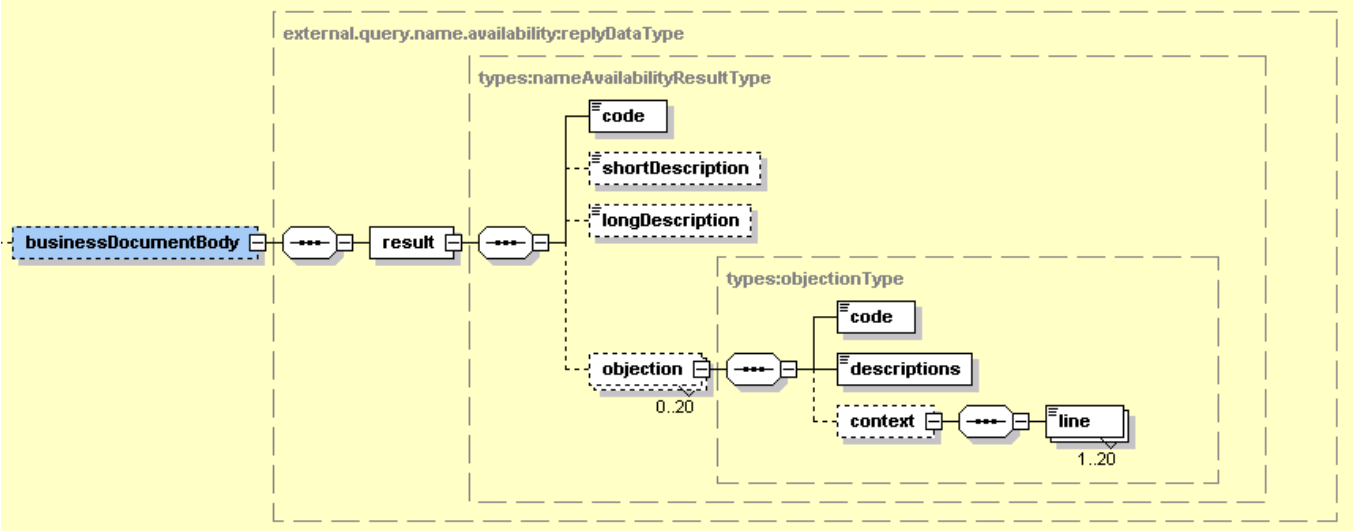 external.query.name.availability:replyDataType
types:nameAvailabilityResultType
code
shortDescription
longDescription
businessDocumentBody
result
types:objectionType
code
objection
descriptions
0..20
context
line
1..20